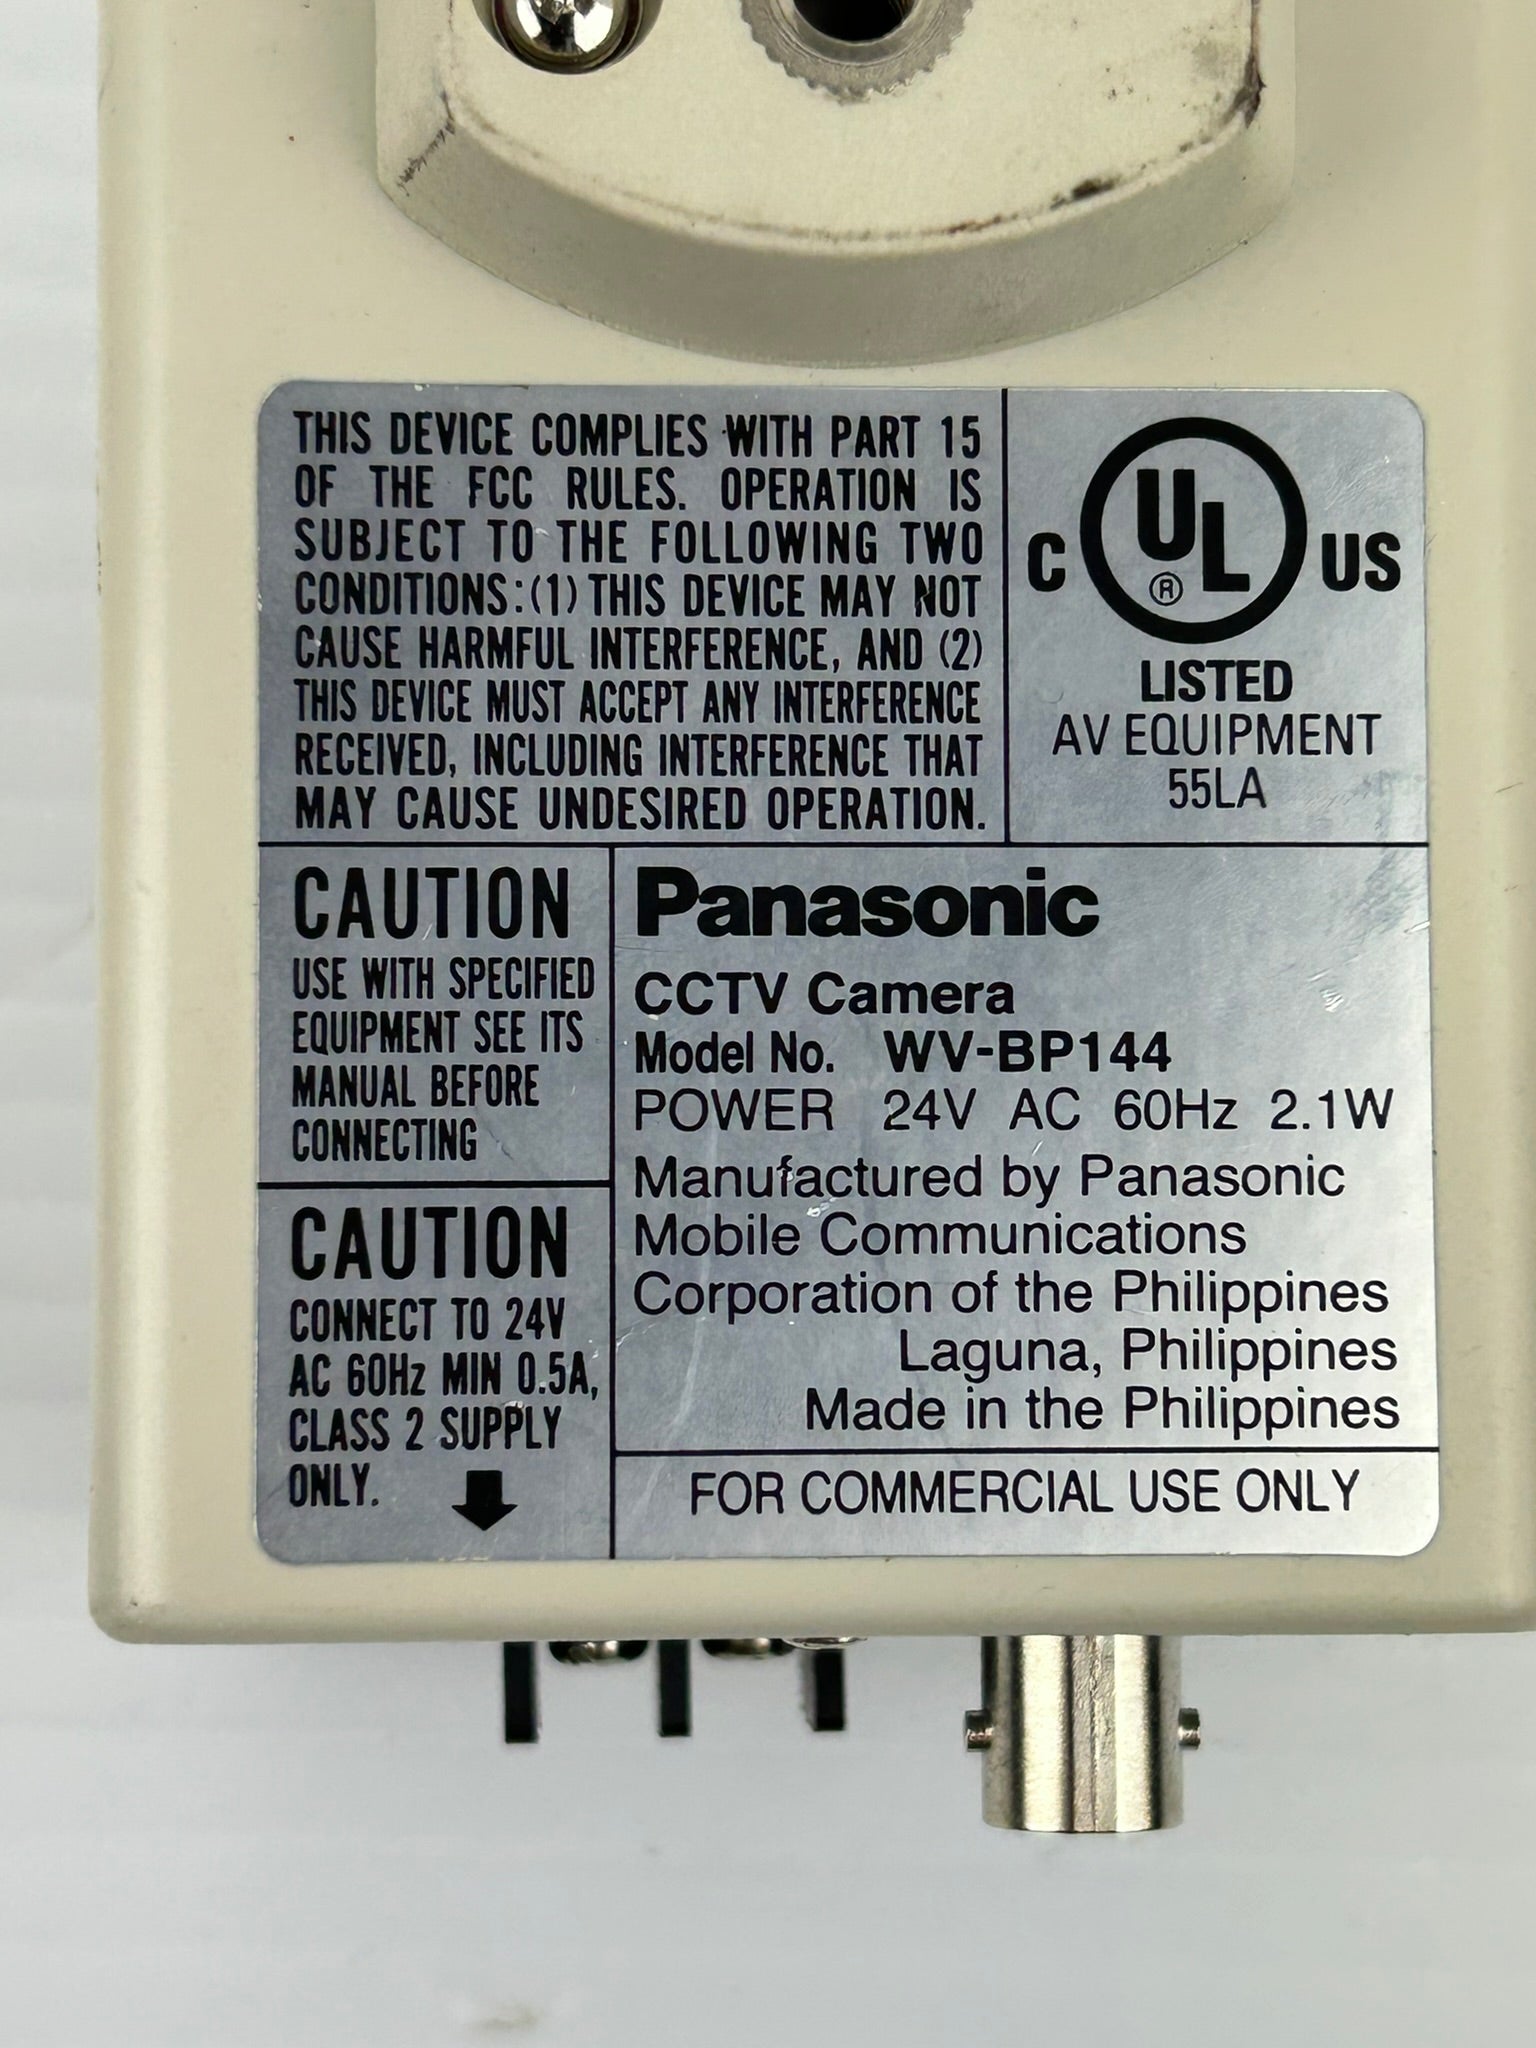 THIS DEVICE COMPLIES WITH PART 15
OF THE FCC RULES. OPERATION IS
SUBJECT TO THE FOLLOWING TWO
CONDITIONS:(1) THIS DEVICE MAY NOT
CAUSE HARMFUL INTERFERENCE, AND (2)
THIS DEVICE MUST ACCEPT ANY INTERFERENCE
RECEIVED, INCLUDING INTERFERENCE THAT
MAY CAUSE UNDESIRED OPERATION.
C UL ® US
LISTED
AV EQUIPMENT
55LA
CAUTION
USE WITH SPECIFIED
EQUIPMENT SEE ITS
MANUAL BEFORE
CONNECTING
CAUTION
CONNECT TO 24V
AC 60Hz MIN 0.5A,
CLASS 2 SUPPLY
ONLY.
Panasonic
CCTV Camera
Model No. WV-BP144
POWER 24V AC 60Hz 2.1W
Manufactured by Panasonic
Mobile Communications
Corporation of the Philippines
Laguna, Philippines
Made in the Philippines
FOR COMMERCIAL USE ONLY